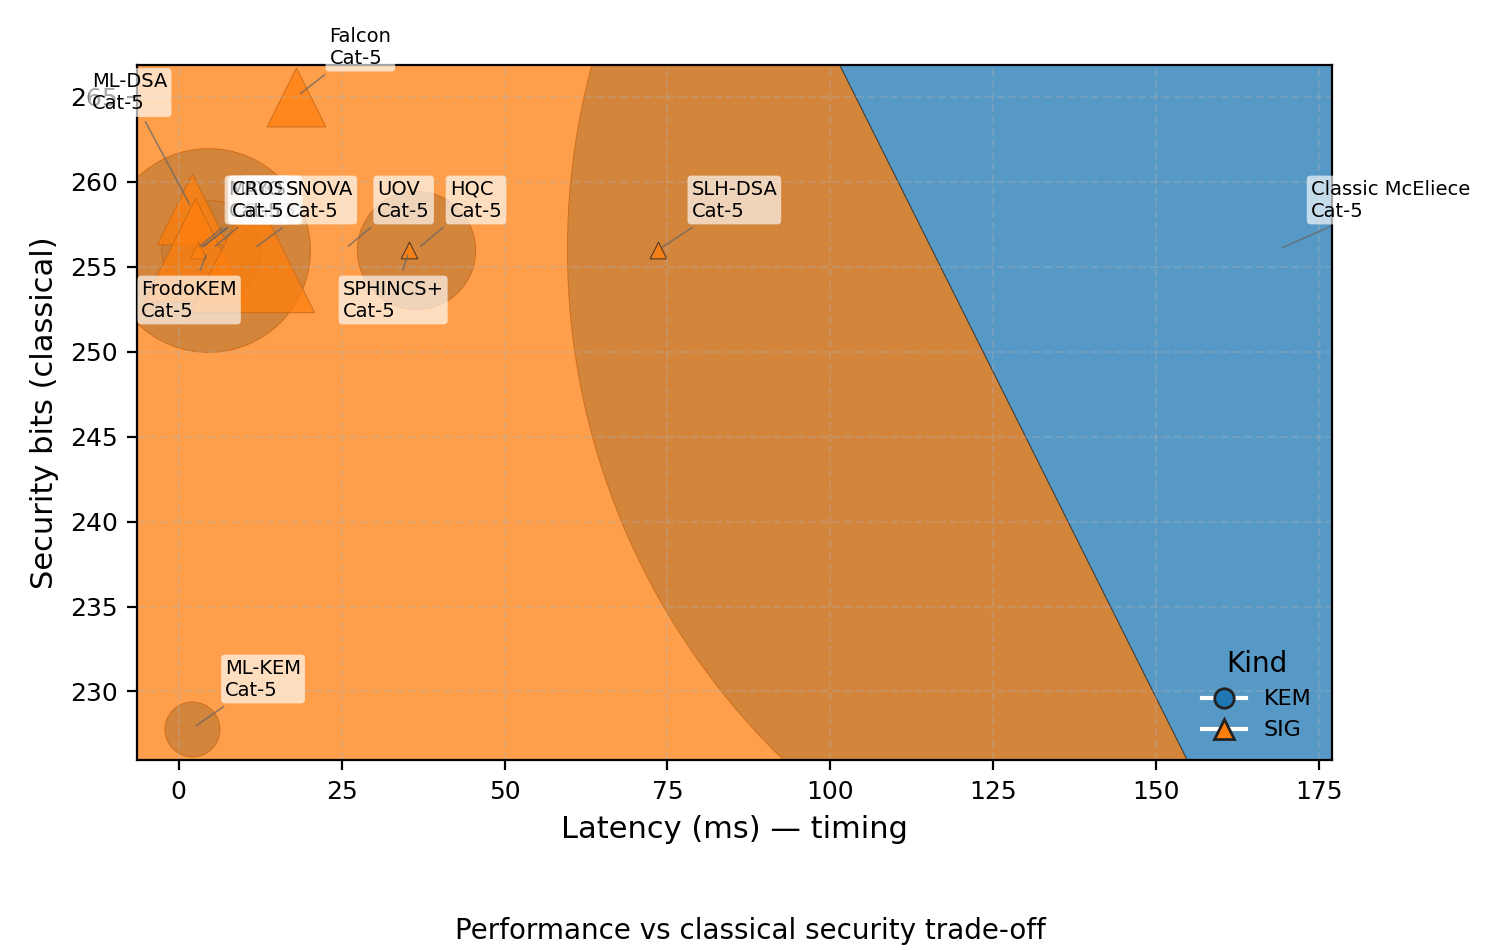 Falcon
Cat-5
ML-DSA
Cat-5
265
260
255
250
245
240
235
230
CROSS
Cat-5
SNOVA
Cat-5
UOV
Cat-5
HQC
Cat-5
SLH-DSA
Cat-5
Classic McEliece
Cat-5
FrodoKEM
Cat-5
SPHINCS+
Cat-5
ML-KEM
Cat-5
Kind
KEM
SIG
0
25
50
75
100
125
150
175
Security bits (classical)
Latency (ms) — timing
Performance vs classical security trade-off